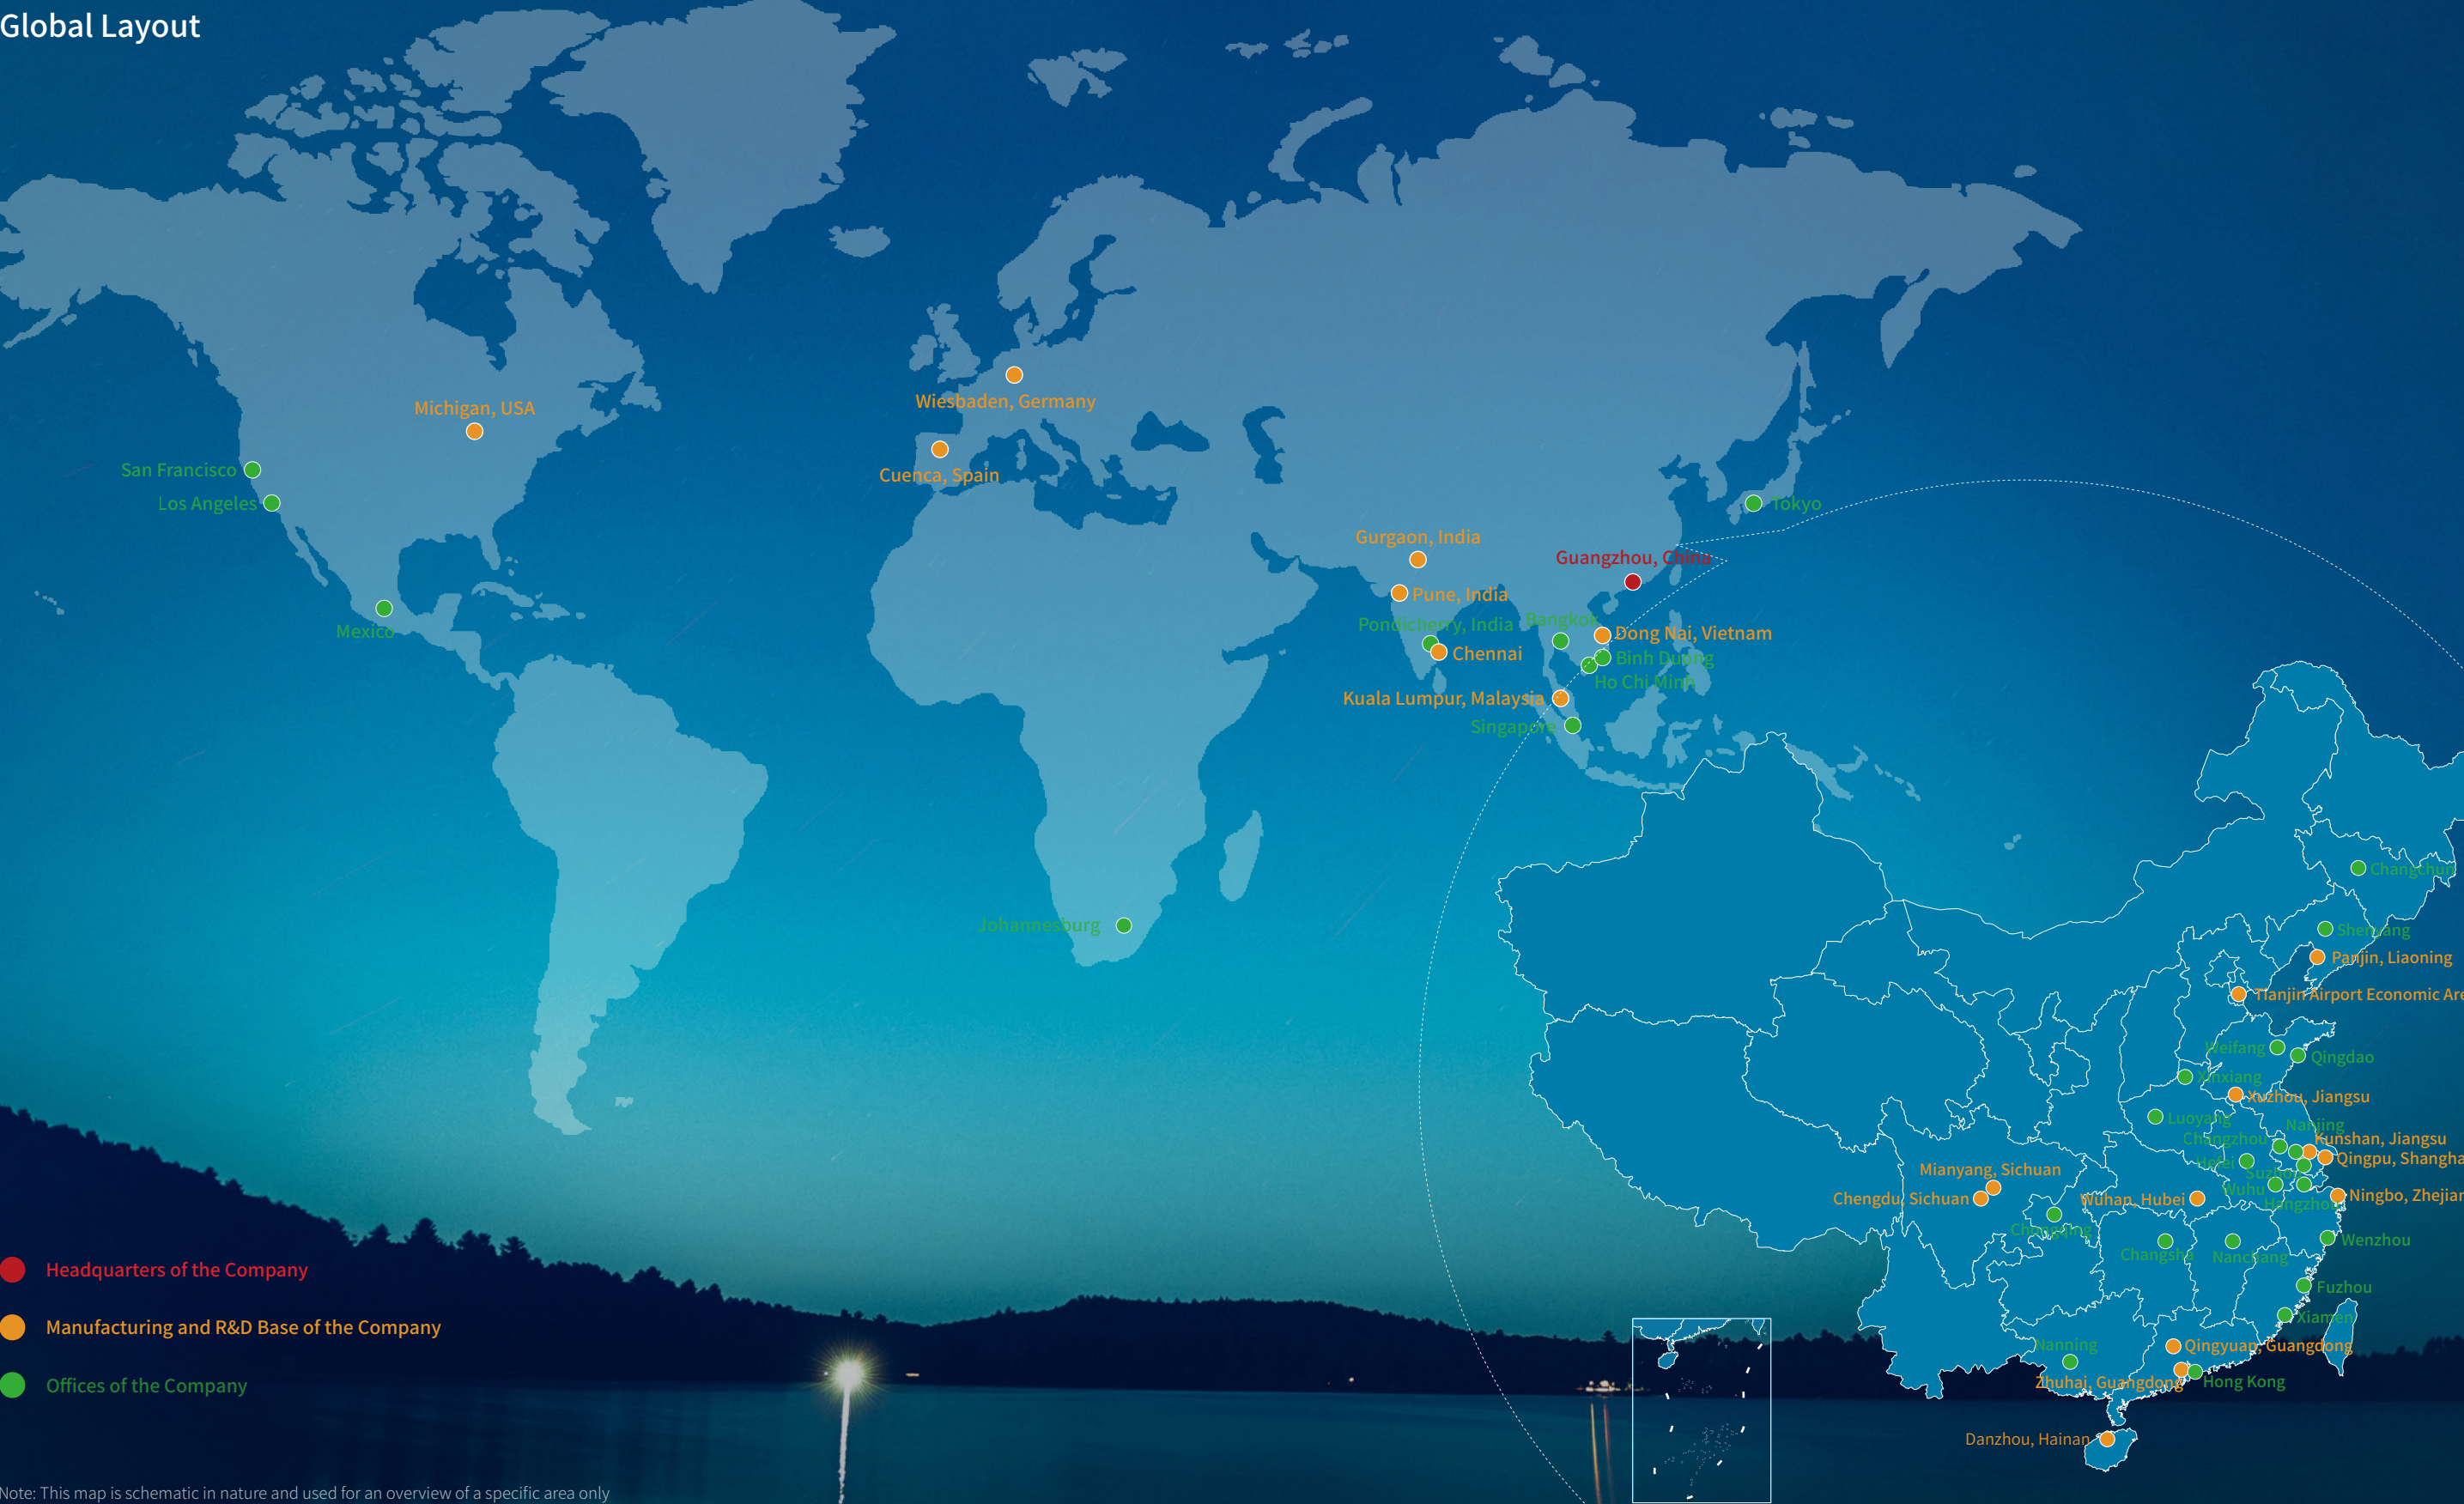 Global Layout
Michigan, USA
San Francisco
Los Angeles
Mexico
Wiesbaden, Germany
Cuenca, Spain
Johannesburg
Gurgaon, India
Pune, India
Pondicherry, India
Chennai
Guangzhou, China
Tokyo
Bangkok
Dong Nai, Vietnam
Binh Duong
Ho Chi Minh
Kuala Lumpur, Malaysia
Singapore
Changchun
Shenyang
Panjin, Liaoning
Tianjin Airport Economic Are
Weifang
Qingdao
Xinxiang
Xuzhou, Jiangsu
Luoyang
Nanjing
Changzhou
Kunshan, Jiangsu
Hefei
Qingpu, Shangha
Suzhou
Wuhu
Hangzhou
Ningbo, Zhejian
Mianyang, Sichuan
Chengdu, Sichuan
Wuhan, Hubei
Chongqing
Changsha
Nanchang
Wenzhou
Fuzhou
Xiamen
Nanning
Qingyuan, Guangdong
Zhuhai, Guangdong
Hong Kong
Danzhou, Hainan
Headquarters of the Company
Manufacturing and R&D Base of the Company
Offices of the Company
Note: This map is schematic in nature and used for an overview of a specific area only